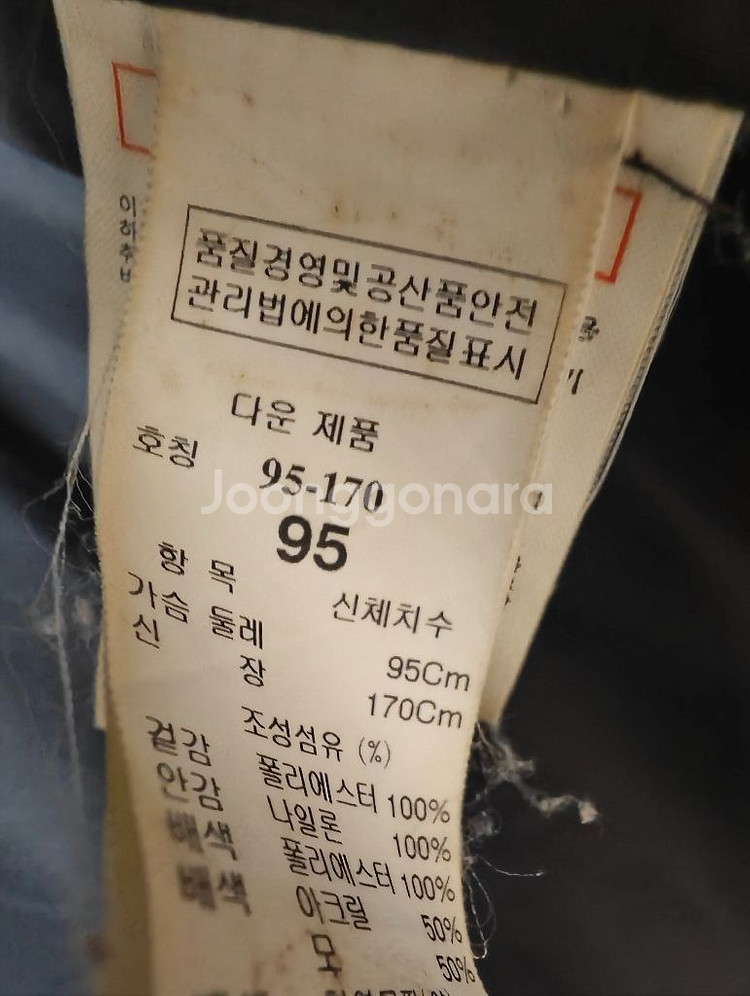 품질경영및공산품안전
관리법에의한품질표시
다운 제품
호칭 95-170
95
항 목 신체치수
가슴 둘레 95Cm
신 장 170Cm
조성섬유 (%)
겉감 폴리에스터 100%
안감 나일론 100%
배색 폴리에스터 100%
배색 아크릴 50%
모 50%
Joonggonara